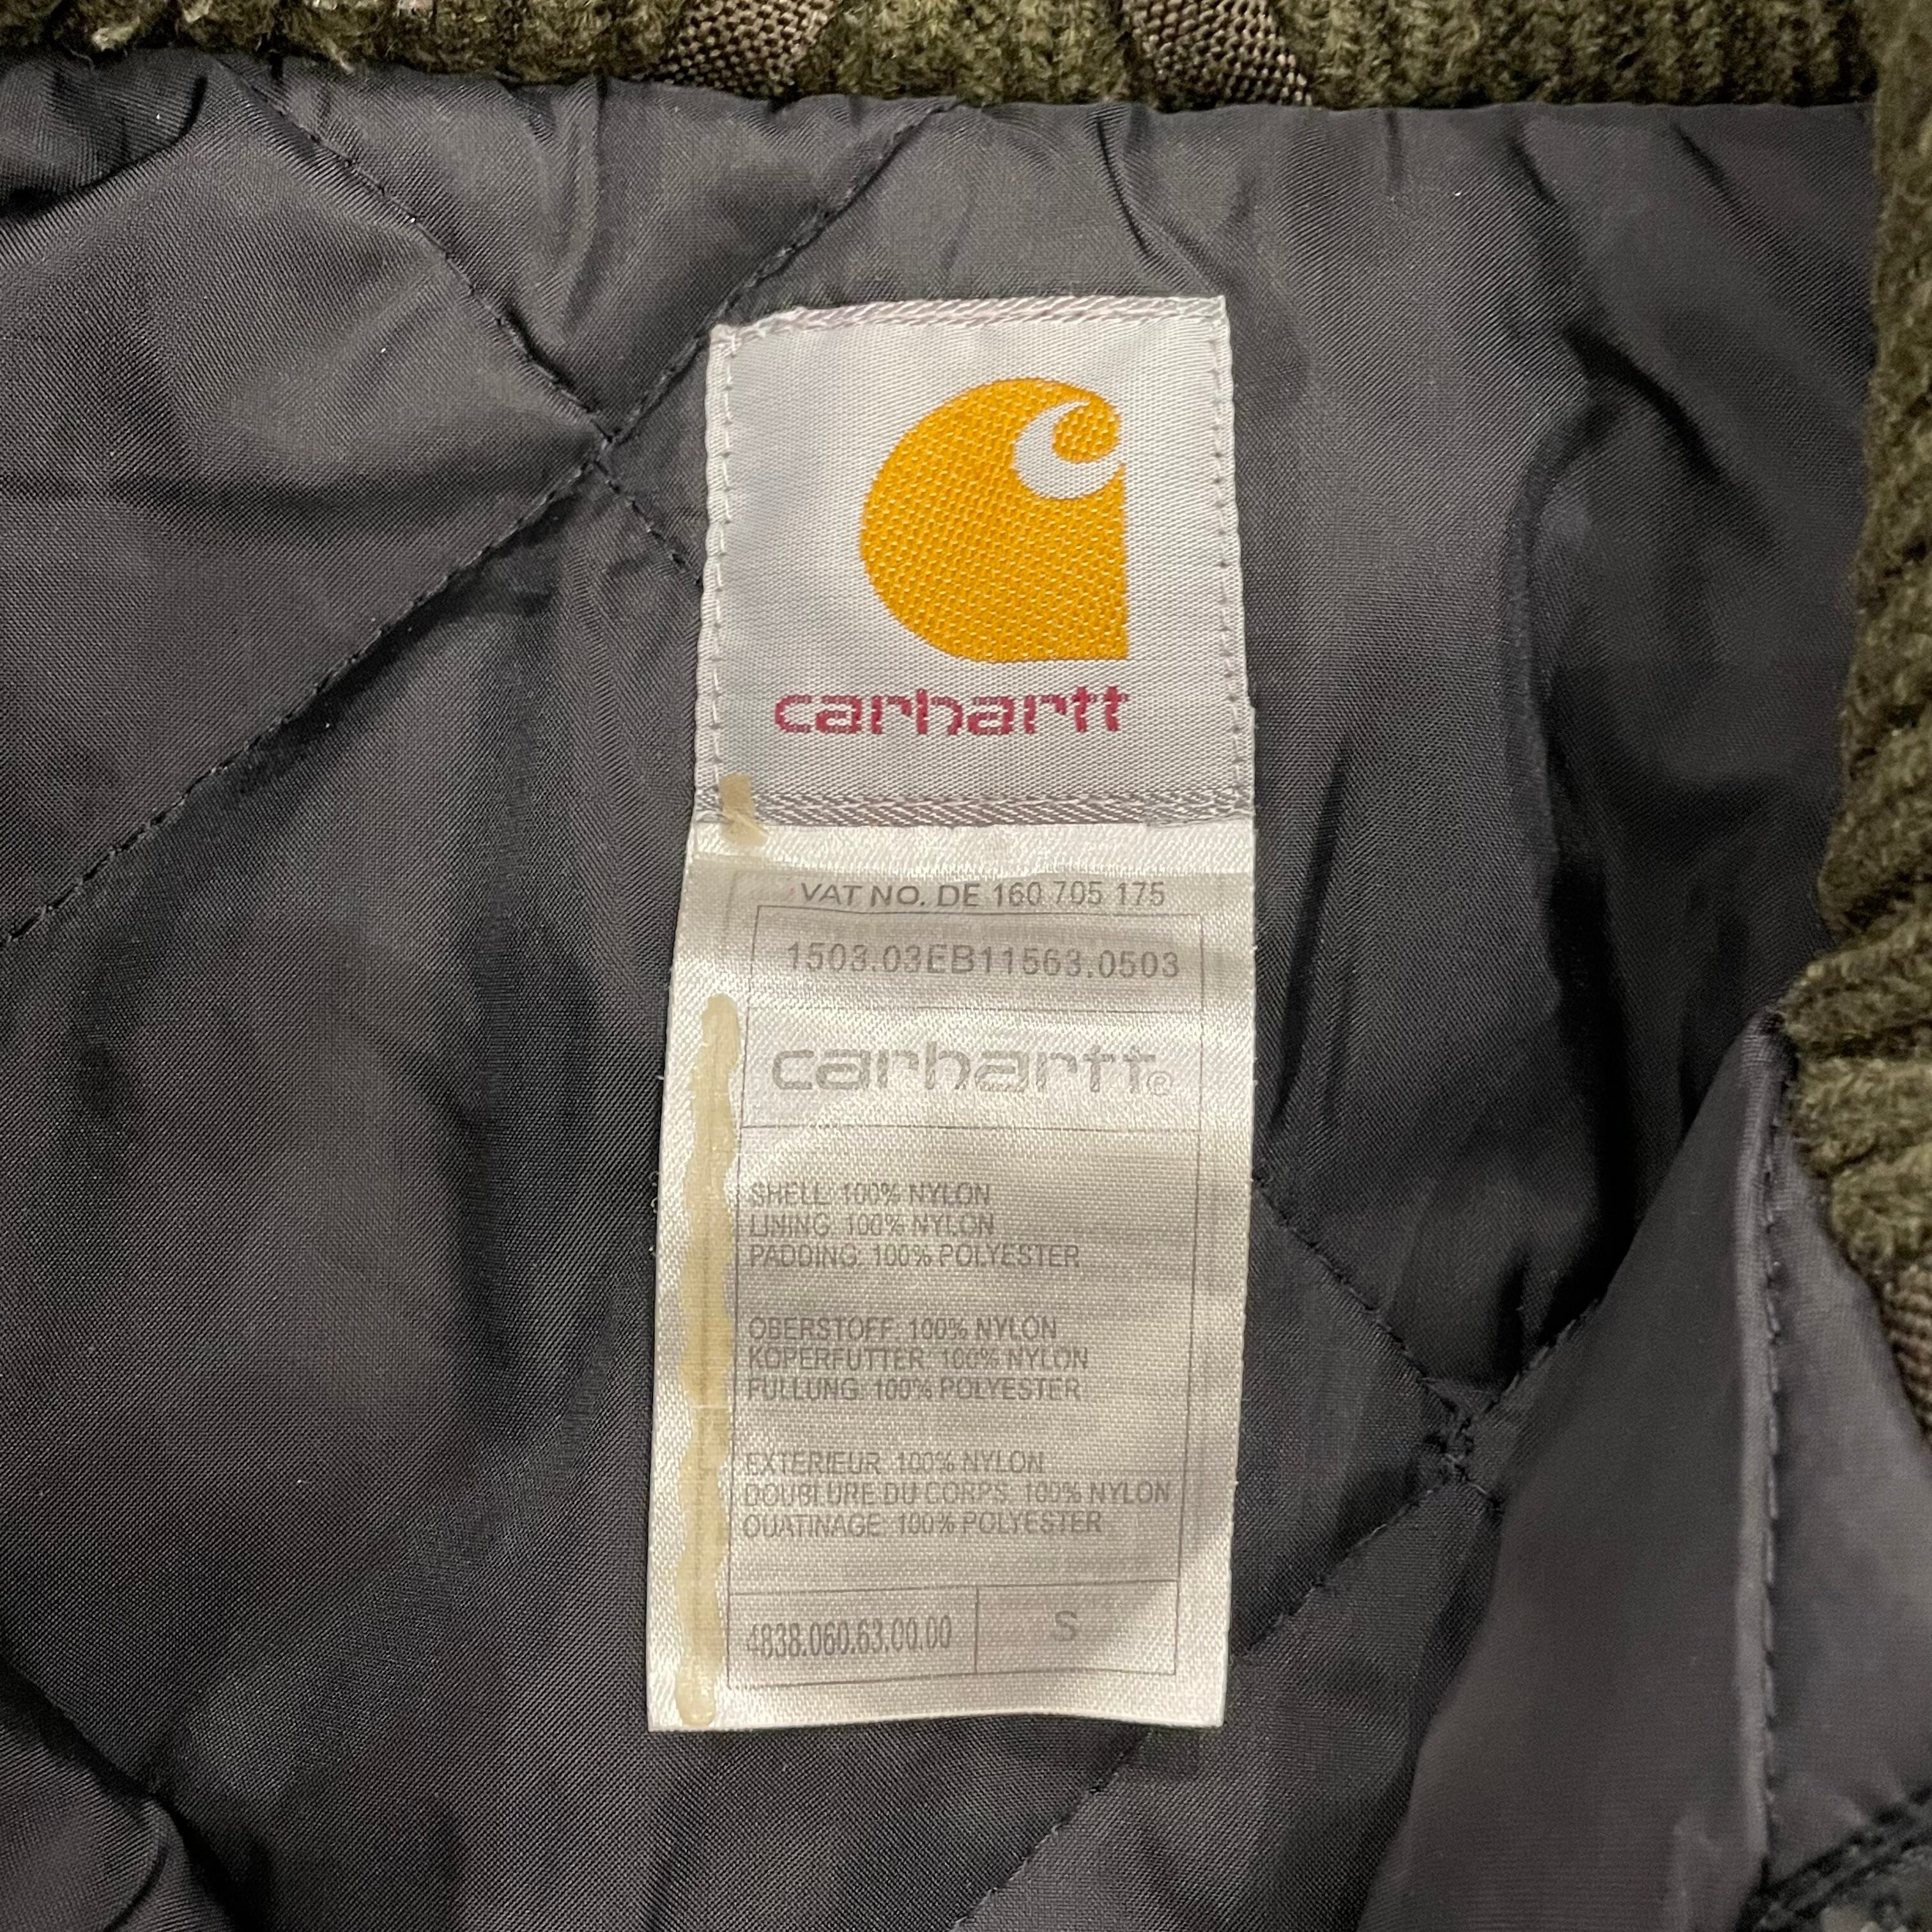 carhartt
VAT NO. DE 160 705 175
1503.03EB11563.0503
carhartt®
SHELL: 100% NYLON
LINING: 100% NYLON
PADDING: 100% POLYESTER
OBERSTOFF: 100% NYLON
KOPERFUTTER: 100% NYLON
FULLUNG: 100% POLYESTER
EXTERIEUR: 100% NYLON
DOUBLURE DU CORPS: 100% NYLON
OUATINAGE: 100% POLYESTER
4838.060.63.00.00 S